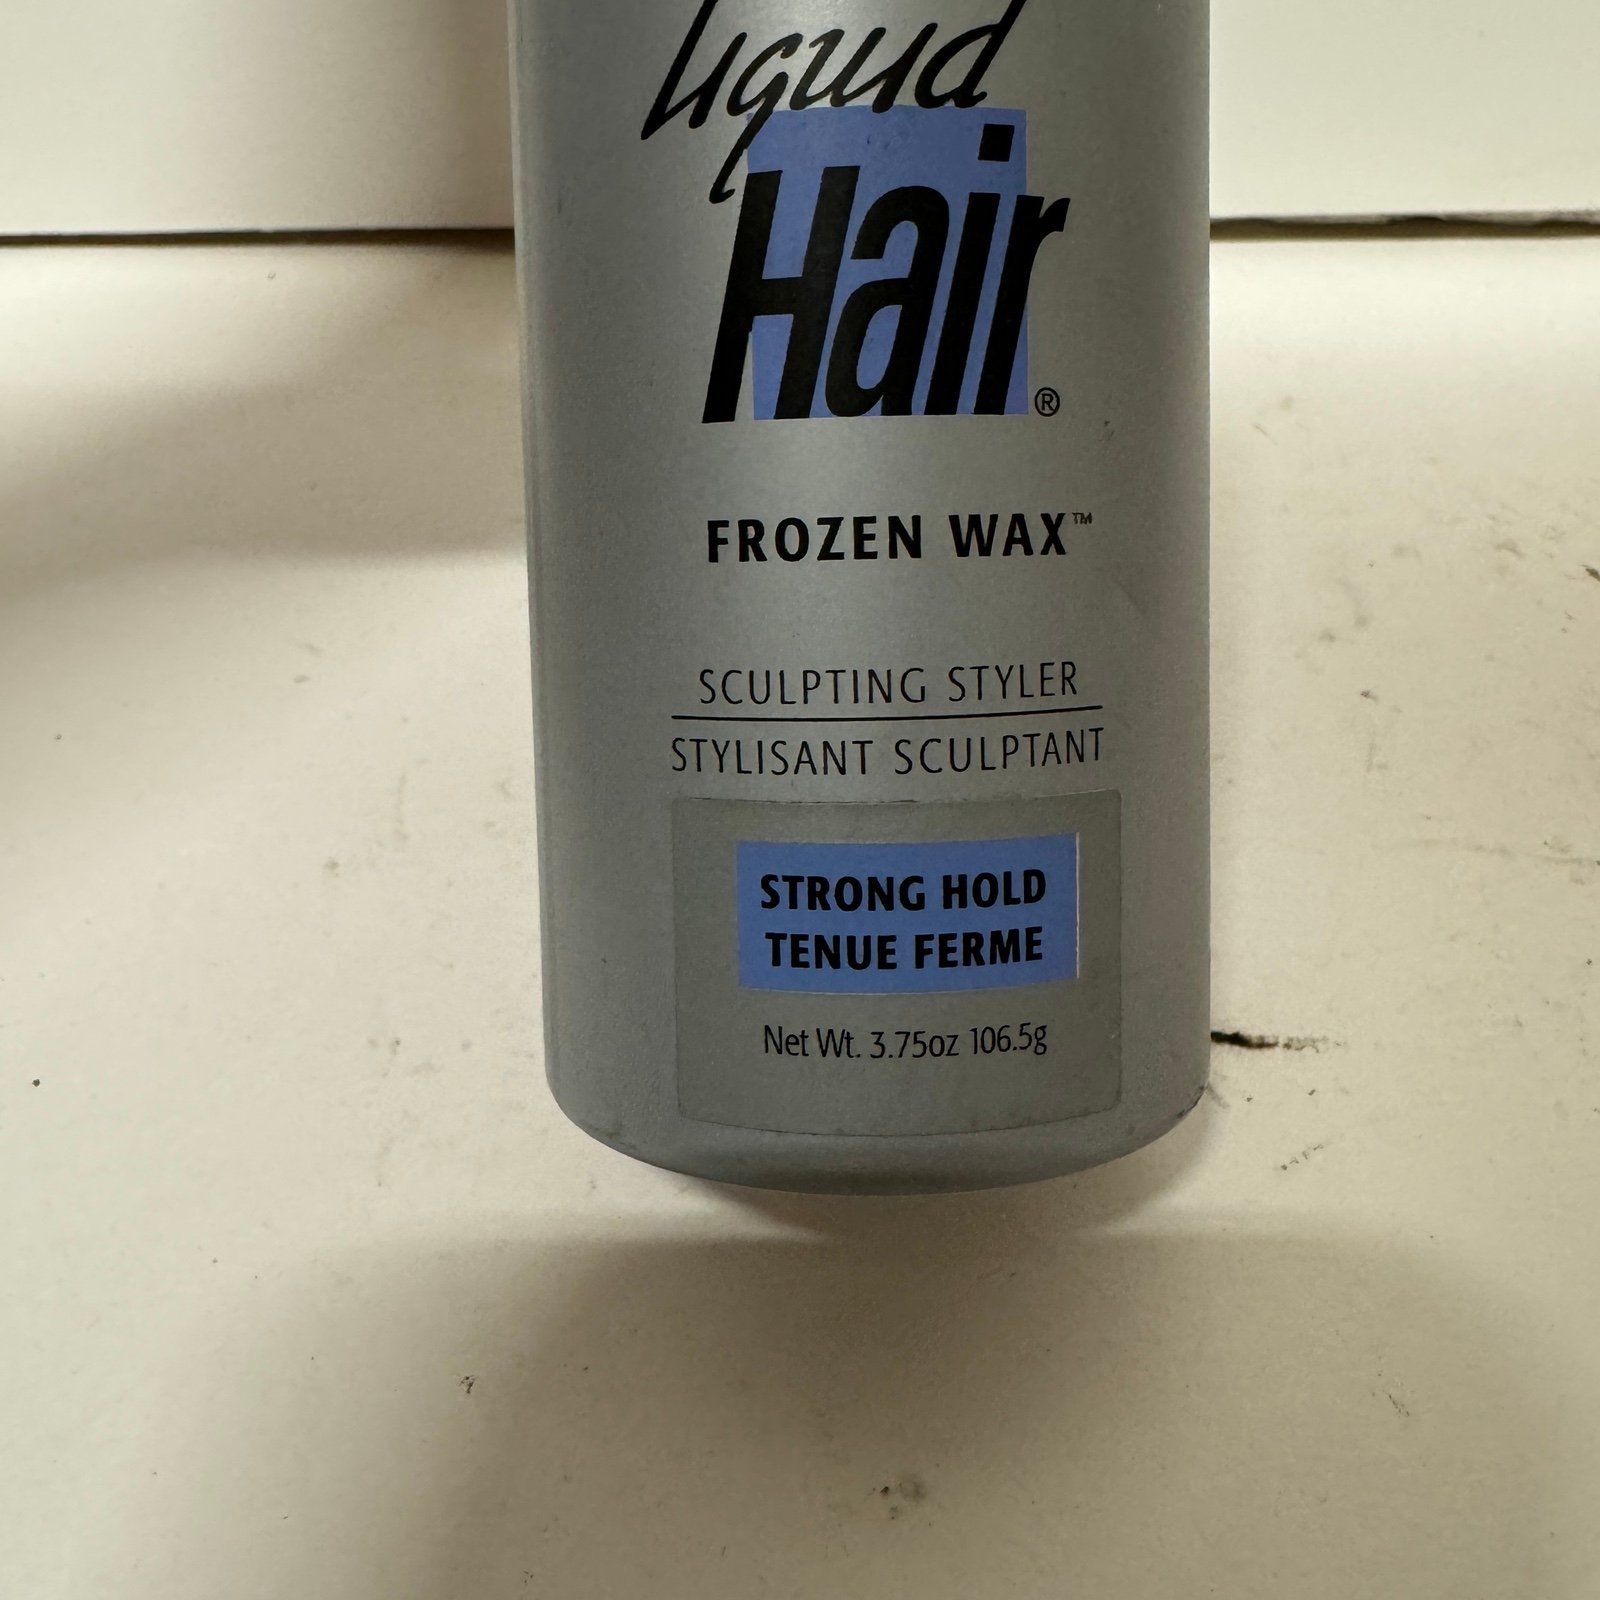 liquid
Hair®
FROZEN WAX™
SCULPTING STYLER
STYLISANT SCULPTANT
STRONG HOLD
TENUE FERME
Net Wt. 3.75oz 106.5g